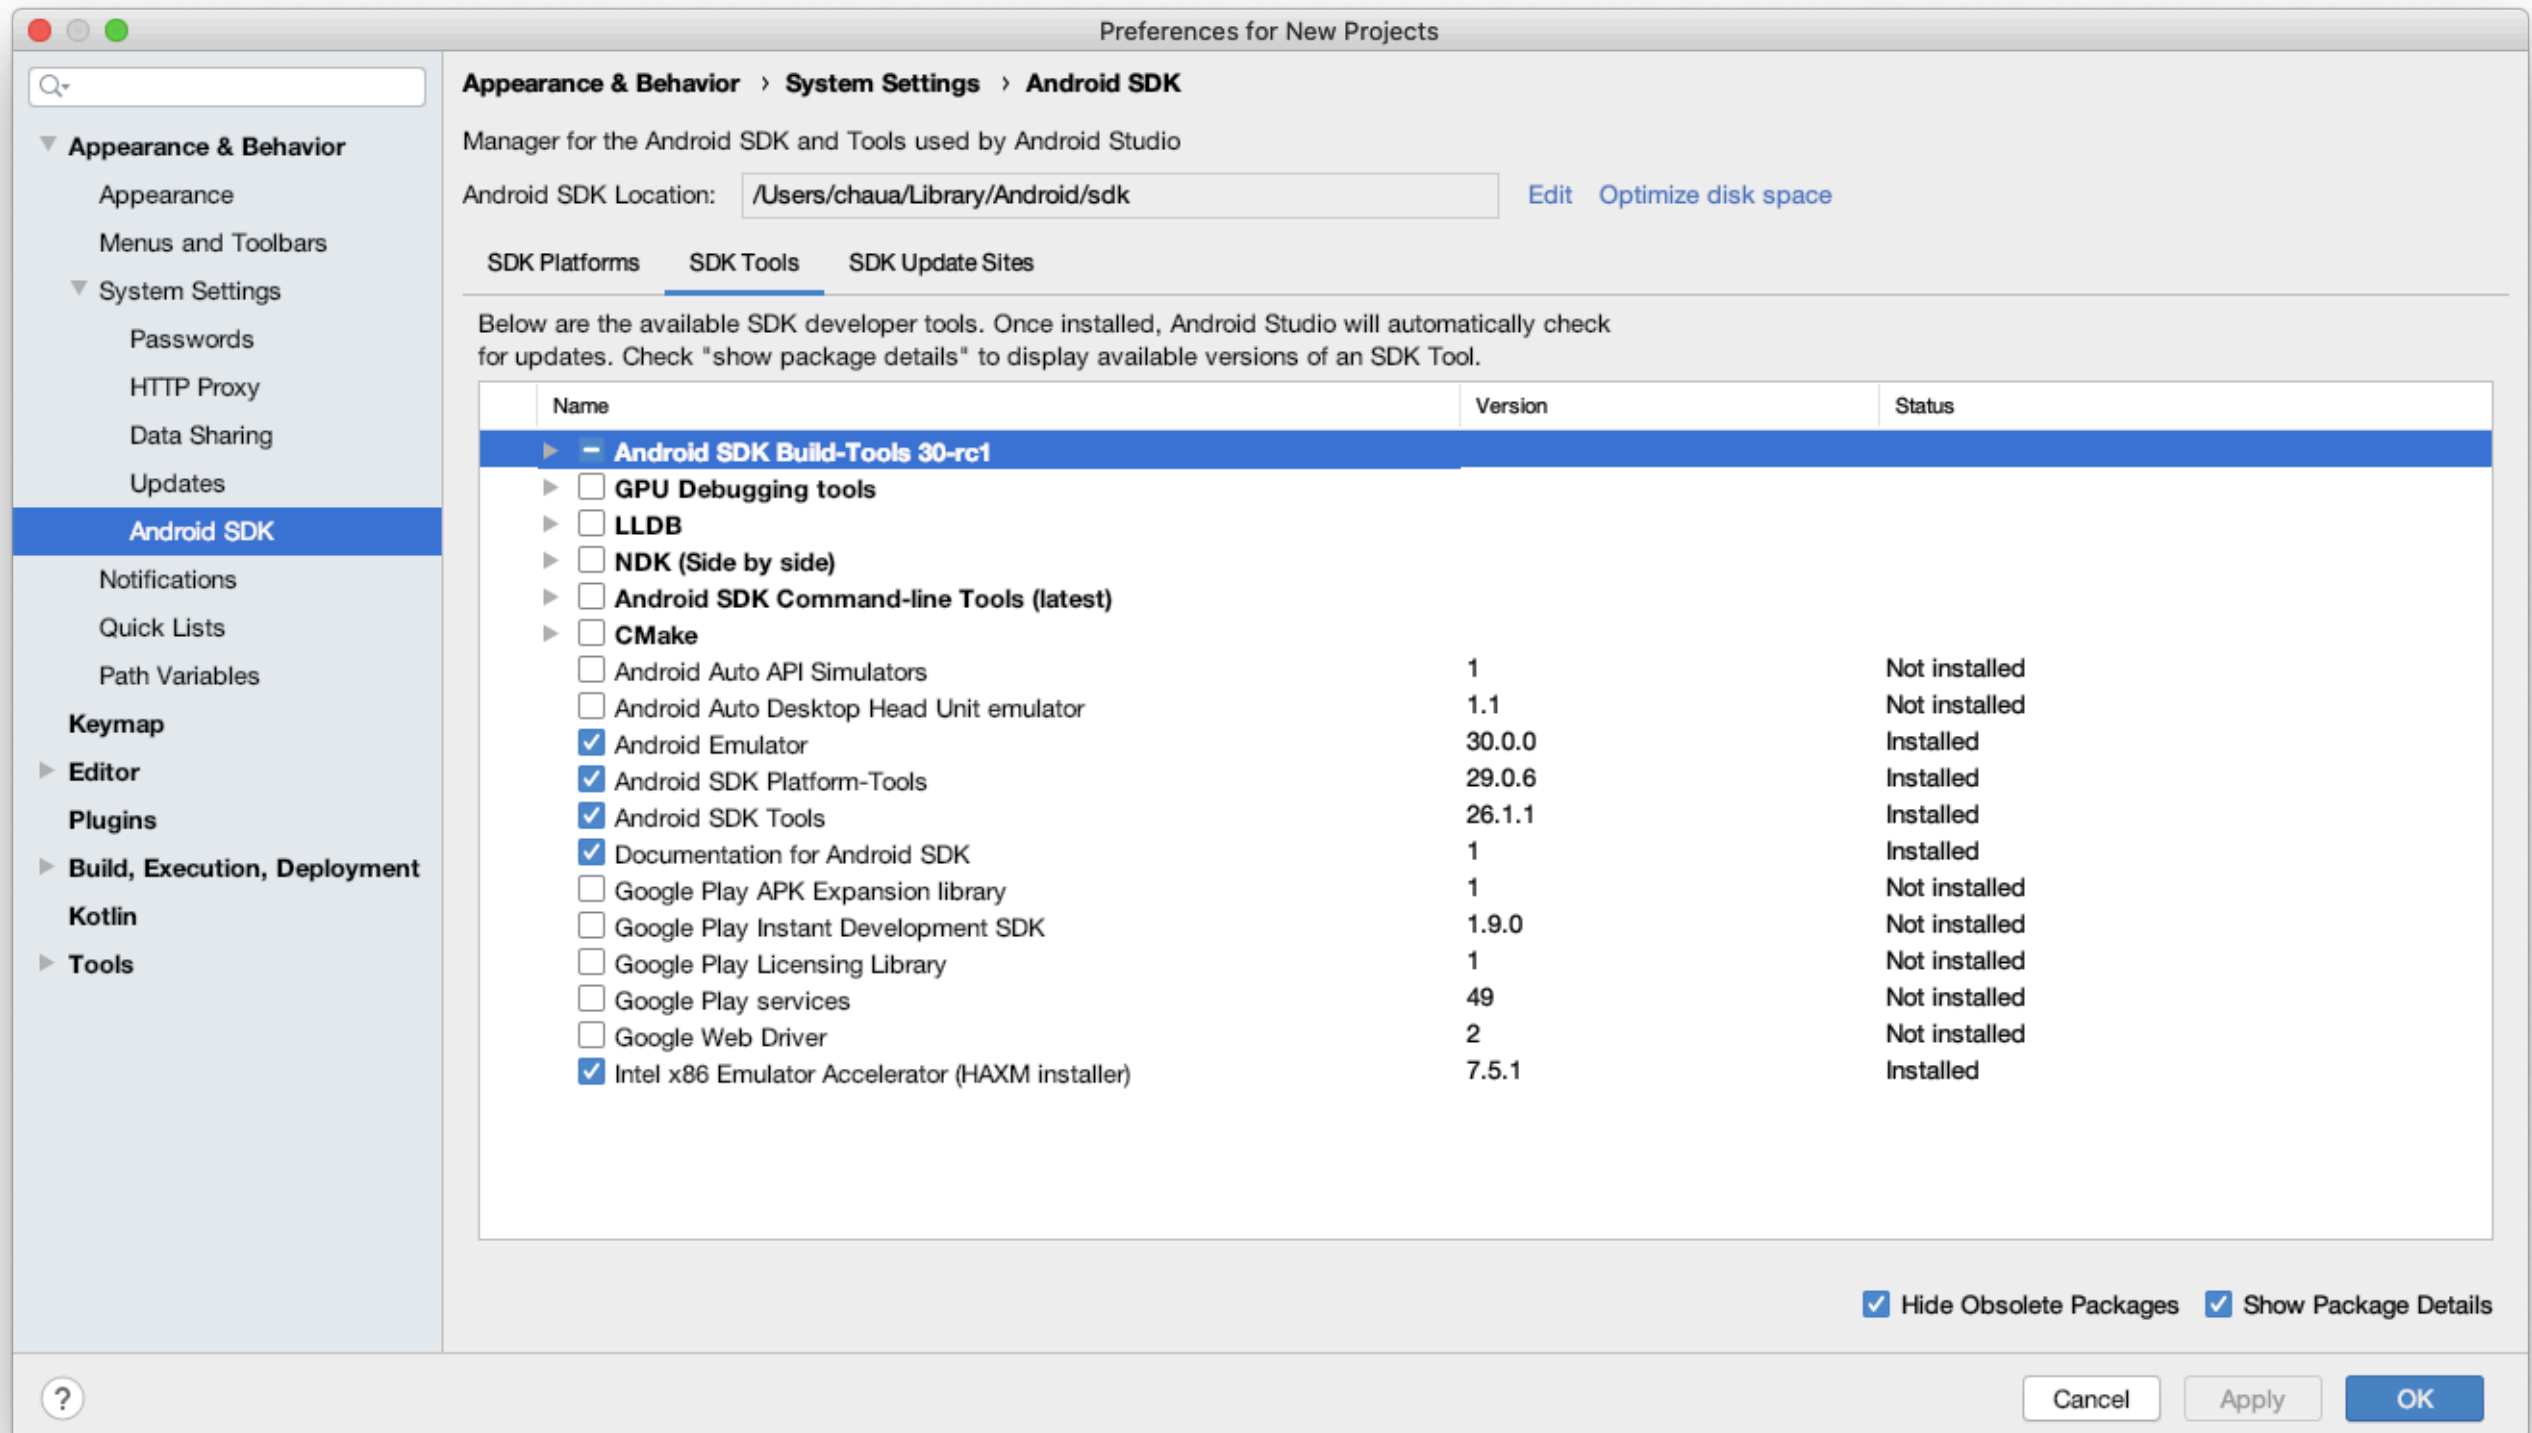 Preferences for New Projects
Appearance & Behavior
Appearance
Menus and Toolbars
System Settings
Passwords
HTTP Proxy
Data Sharing
Updates
Android SDK
Notifications
Quick Lists
Path Variables
Keymap
Editor
Plugins
Build, Execution, Deployment
Kotlin
Tools
Appearance & Behavior › System Settings › Android SDK
Manager for the Android SDK and Tools used by Android Studio
Android SDK Location: /Users/chaua/Library/Android/sdk Edit Optimize disk space
SDK Platforms SDK Tools SDK Update Sites
Below are the available SDK developer tools. Once installed, Android Studio will automatically check
for updates. Check "show package details" to display available versions of an SDK Tool.
Name Version Status
Android SDK Build-Tools 30-rc1
GPU Debugging tools
LLDB
NDK (Side by side)
Android SDK Command-line Tools (latest)
CMake
Android Auto API Simulators 1 Not installed
Android Auto Desktop Head Unit emulator 1.1 Not installed
Android Emulator 30.0.0 Installed
Android SDK Platform-Tools 29.0.6 Installed
Android SDK Tools 26.1.1 Installed
Documentation for Android SDK 1 Installed
Google Play APK Expansion library 1 Not installed
Google Play Instant Development SDK 1.9.0 Not installed
Google Play Licensing Library 1 Not installed
Google Play services 49 Not installed
Google Web Driver 2 Not installed
Intel x86 Emulator Accelerator (HAXM installer) 7.5.1 Installed
Hide Obsolete Packages Show Package Details
? Cancel Apply OK